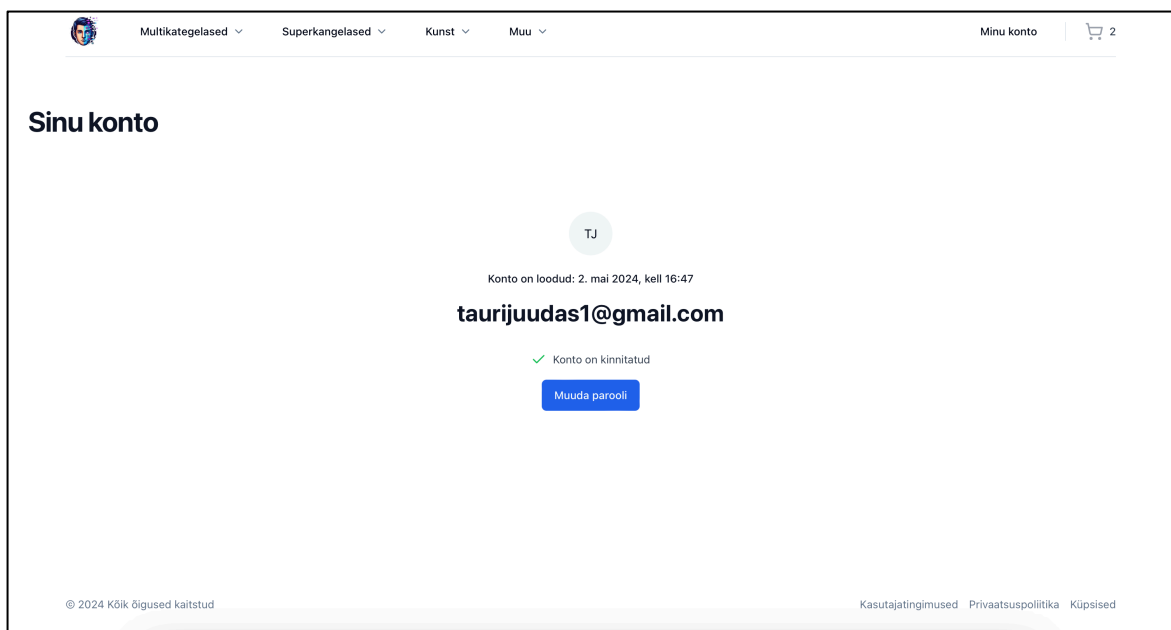 Multikategelased Superkangelased Kunst Muu Minu konto 2
Sinu konto
TJ
Konto on loodud: 2. mai 2024, kell 16:47
taurijuudas1@gmail.com
Konto on kinnitatud
Muuda parooli
© 2024 Kõik õigused kaitstud Kasutajatingimused Privaatsuspoliitika Küpsised